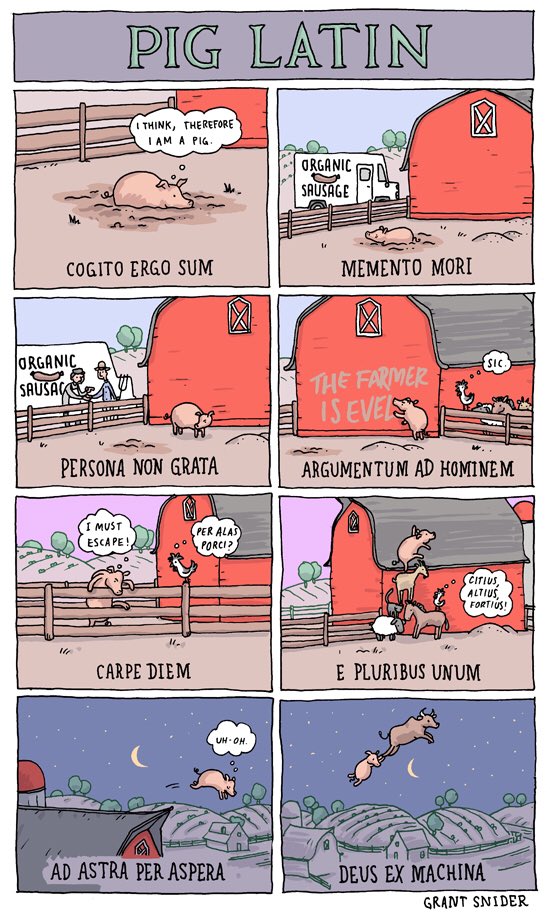 PIG LATIN
I THINK, THEREFORE
I AM A PIG.
COGITO ERGO SUM
ORGANIC
SAUSAGE
MEMENTO MORI
ORGANIC
SAUSAG
PERSONA NON GRATA
THE FARMER
IS EVEL
SIC.
ARGUMENTUM AD HOMINEM
I MUST
ESCAPE!
PER ALAS
PORCI?
CARPE DIEM
CITIUS,
ALTIUS,
FORTIUS!
E PLURIBUS UNUM
UH-OH.
AD ASTRA PER ASPERA
DEUS EX MACHINA
GRANT SNIDER